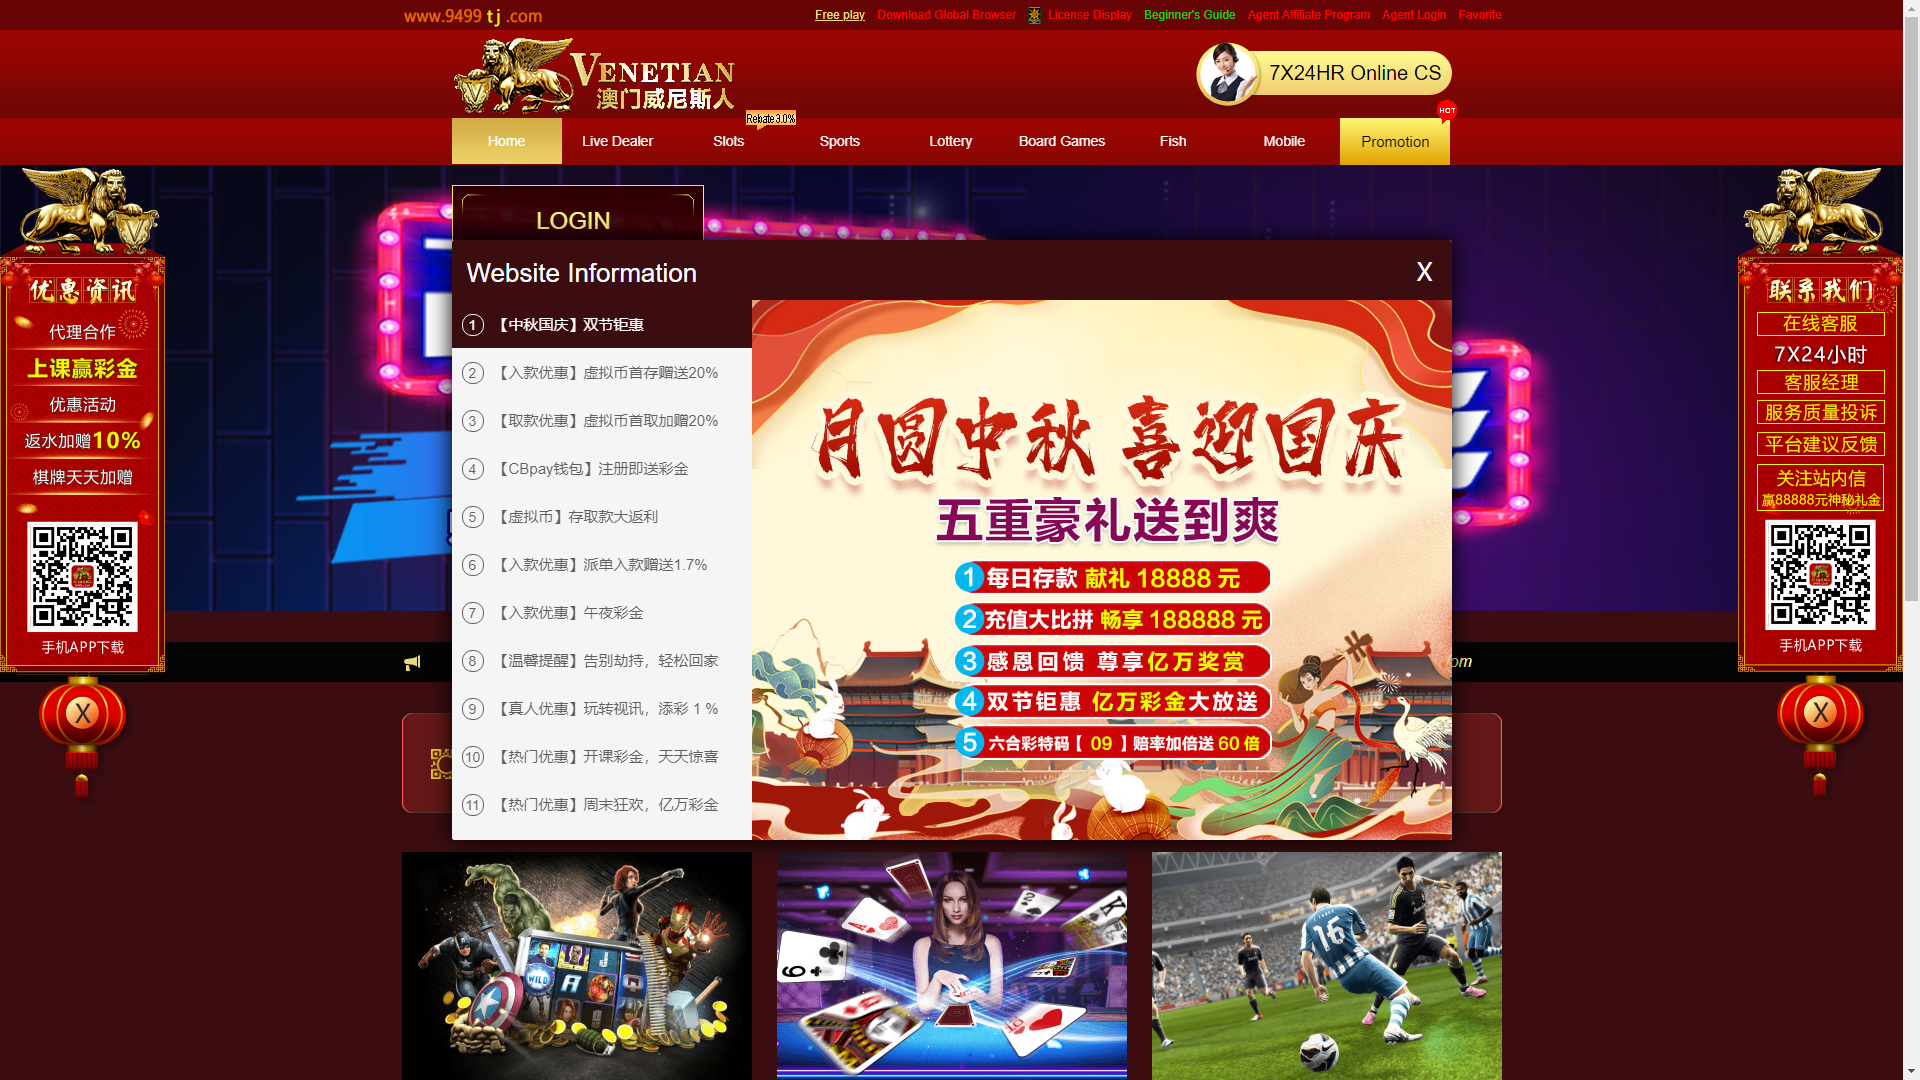 www.9499 tj .com
Free play Download Global Browser License Display Beginner's Guide Agent Affiliate Program Agent Login Favorite
VENETIAN
澳门威尼斯人
7X24HR Online CS
Rebate3.0%
HOT
Home Live Dealer Slots Sports Lottery Board Games Fish Mobile Promotion
LOGIN
Website Information X
1 【中秋国庆】双节钜惠
2 【入款优惠】虚拟币首存赠送20%
3 【取款优惠】虚拟币首取加赠20%
4 【CBpay钱包】注册即送彩金
5 【虚拟币】存取款大返利
6 【入款优惠】派单入款赠送1.7%
7 【入款优惠】午夜彩金
8 【温馨提醒】告别劫持，轻松回家
9 【真人优惠】玩转视讯，添彩 1 %
10 【热门优惠】开课彩金，天天惊喜
11 【热门优惠】周末狂欢，亿万彩金
月圆中秋 喜迎国庆
五重豪礼送到爽
1 每日存款 献礼 18888 元
2 充值大比拼 畅享 188888 元
3 感恩回馈 尊享亿万奖赏
4 双节钜惠 亿万彩金大放送
5 六合彩特码【 09 】赔率加倍送 60 倍
优惠资讯
代理合作
上课赢彩金
优惠活动
返水加赠10%
棋牌天天加赠
手机APP下载
X
联系我们
在线客服
7X24小时
客服经理
服务质量投诉
平台建议反馈
关注站内信
赢88888元神秘礼金
手机APP下载
X
om
WILD
16